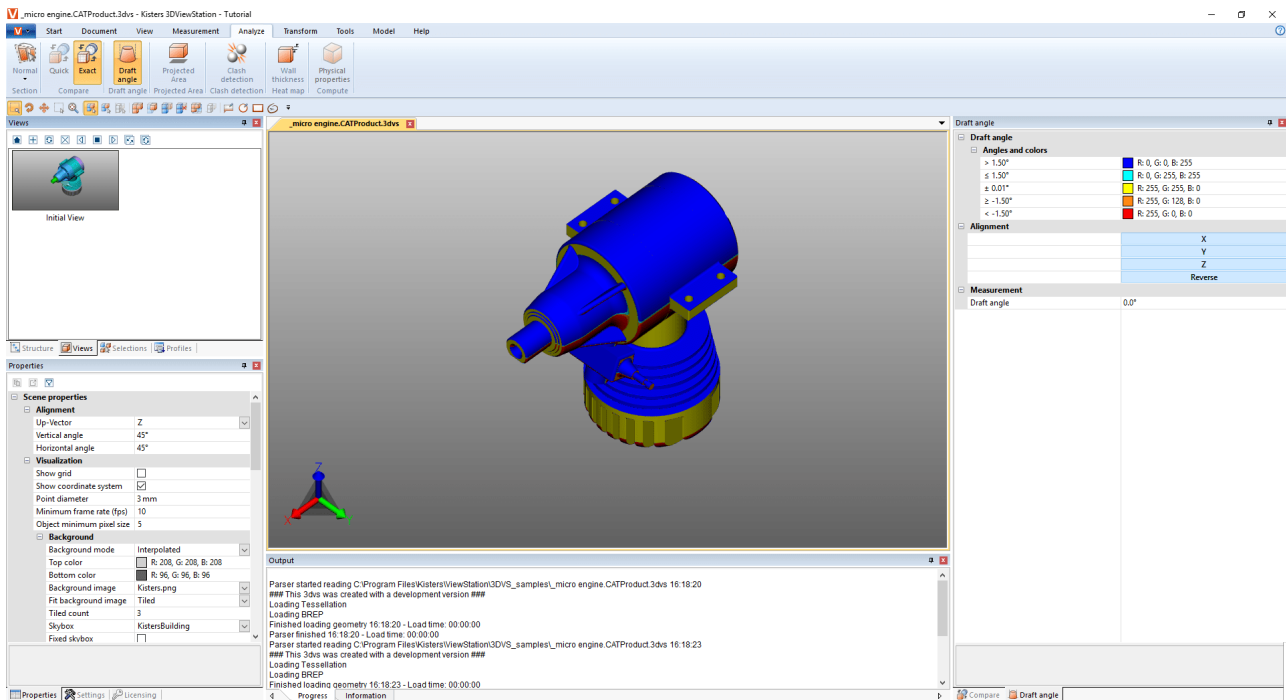 _micro engine.CATProduct.3dvs - Kisters 3DViewStation - Tutorial
Start Document View Measurement Analyze Transform Tools Model Help
Normal Quick Exact Draft angle Projected Area Clash detection Wall thickness Physical properties
Section Compare Draft angle Projected Area Clash detection Heat map Compute
Views
Initial View
Structure Views Selections Profiles
Properties
Scene properties
Alignment
Up-Vector Z
Vertical angle 45°
Horizontal angle 45°
Visualization
Show grid
Show coordinate system
Point diameter 3 mm
Minimum frame rate (fps) 10
Object minimum pixel size 5
Background
Background mode Interpolated
Top color R: 208, G: 208, B: 208
Bottom color R: 96, G: 96, B: 96
Background image Kisters.png
Fit background image Tiled
Tiled count 3
Skybox KistersBuilding
Fixed skybox
Properties Settings Licensing
_micro engine.CATProduct.3dvs
Z
X
Y
Output
Parser started reading C:\Program Files\Kisters\ViewStation\3DVS_samples\_micro engine.CATProduct.3dvs 16:18:20
### This 3dvs was created with a development version ###
Loading Tessellation
Loading BREP
Finished loading geometry 16:18:20 - Load time: 00:00:00
Parser finished 16:18:20 - Load time: 00:00:00
Parser started reading C:\Program Files\Kisters\ViewStation\3DVS_samples\_micro engine.CATProduct.3dvs 16:18:23
### This 3dvs was created with a development version ###
Loading Tessellation
Loading BREP
Finished loading geometry 16:18:23 - Load time: 00:00:00
Progress Information
Draft angle
Draft angle
Angles and colors
> 1.50° R: 0, G: 0, B: 255
≤ 1.50° R: 0, G: 255, B: 255
± 0.01° R: 255, G: 255, B: 0
≥ -1.50° R: 255, G: 128, B: 0
< -1.50° R: 255, G: 0, B: 0
Alignment
X
Y
Z
Reverse
Measurement
Draft angle 0.0°
Compare Draft angle